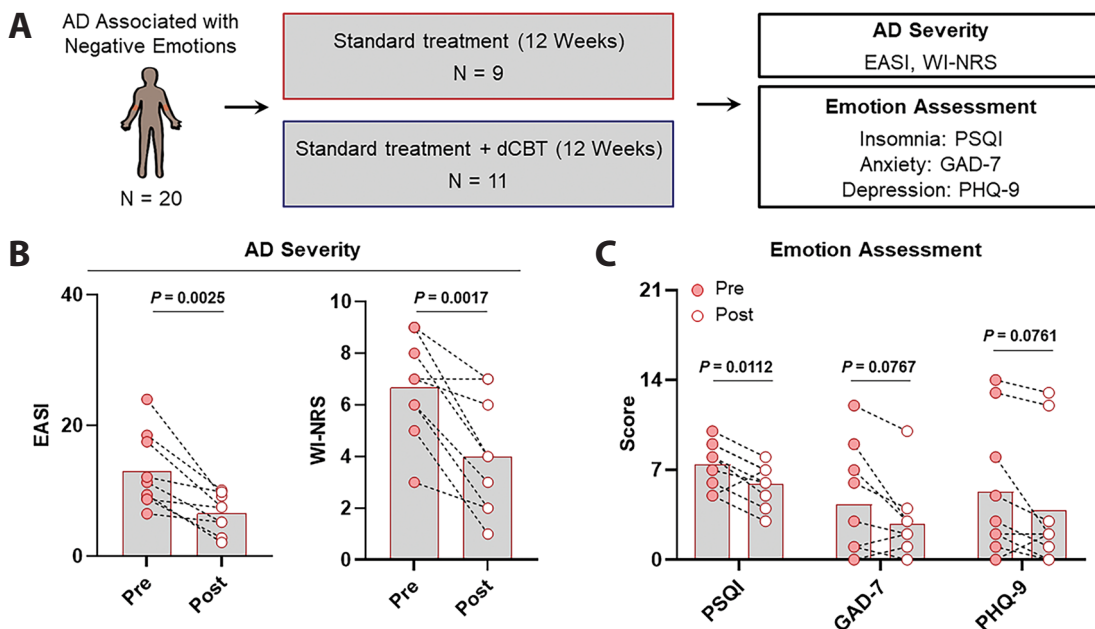 A
AD Associated with
Negative Emotions
N = 20
Standard treatment (12 Weeks)
N = 9
Standard treatment + dCBT (12 Weeks)
N = 11
AD Severity
EASI, WI-NRS
Emotion Assessment
Insomnia: PSQI
Anxiety: GAD-7
Depression: PHQ-9
B
AD Severity
EASI
40
20
0
P = 0.0025
Pre
Post
WI-NRS
10
8
6
4
2
0
P = 0.0017
Pre
Post
C
Emotion Assessment
Score
21
14
7
0
Pre
Post
P = 0.0112
P = 0.0767
P = 0.0761
PSQI
GAD-7
PHQ-9